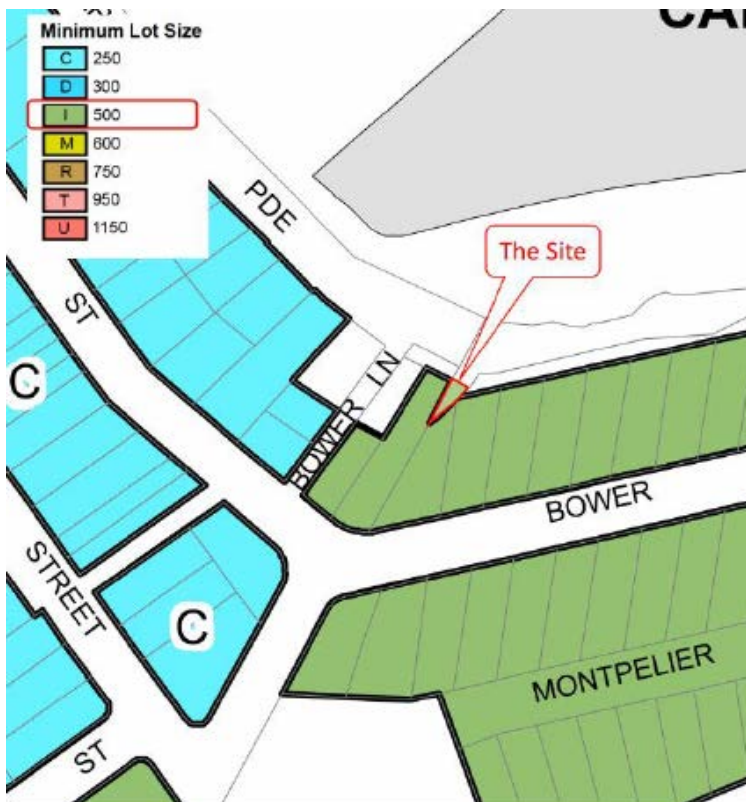 Minimum Lot Size
C 250
D 300
I 500
M 600
R 750
T 950
U 1150
PDE
The Site
ST
C
BOWER LN
BOWER
STREET
C
MONTPELIER
ST